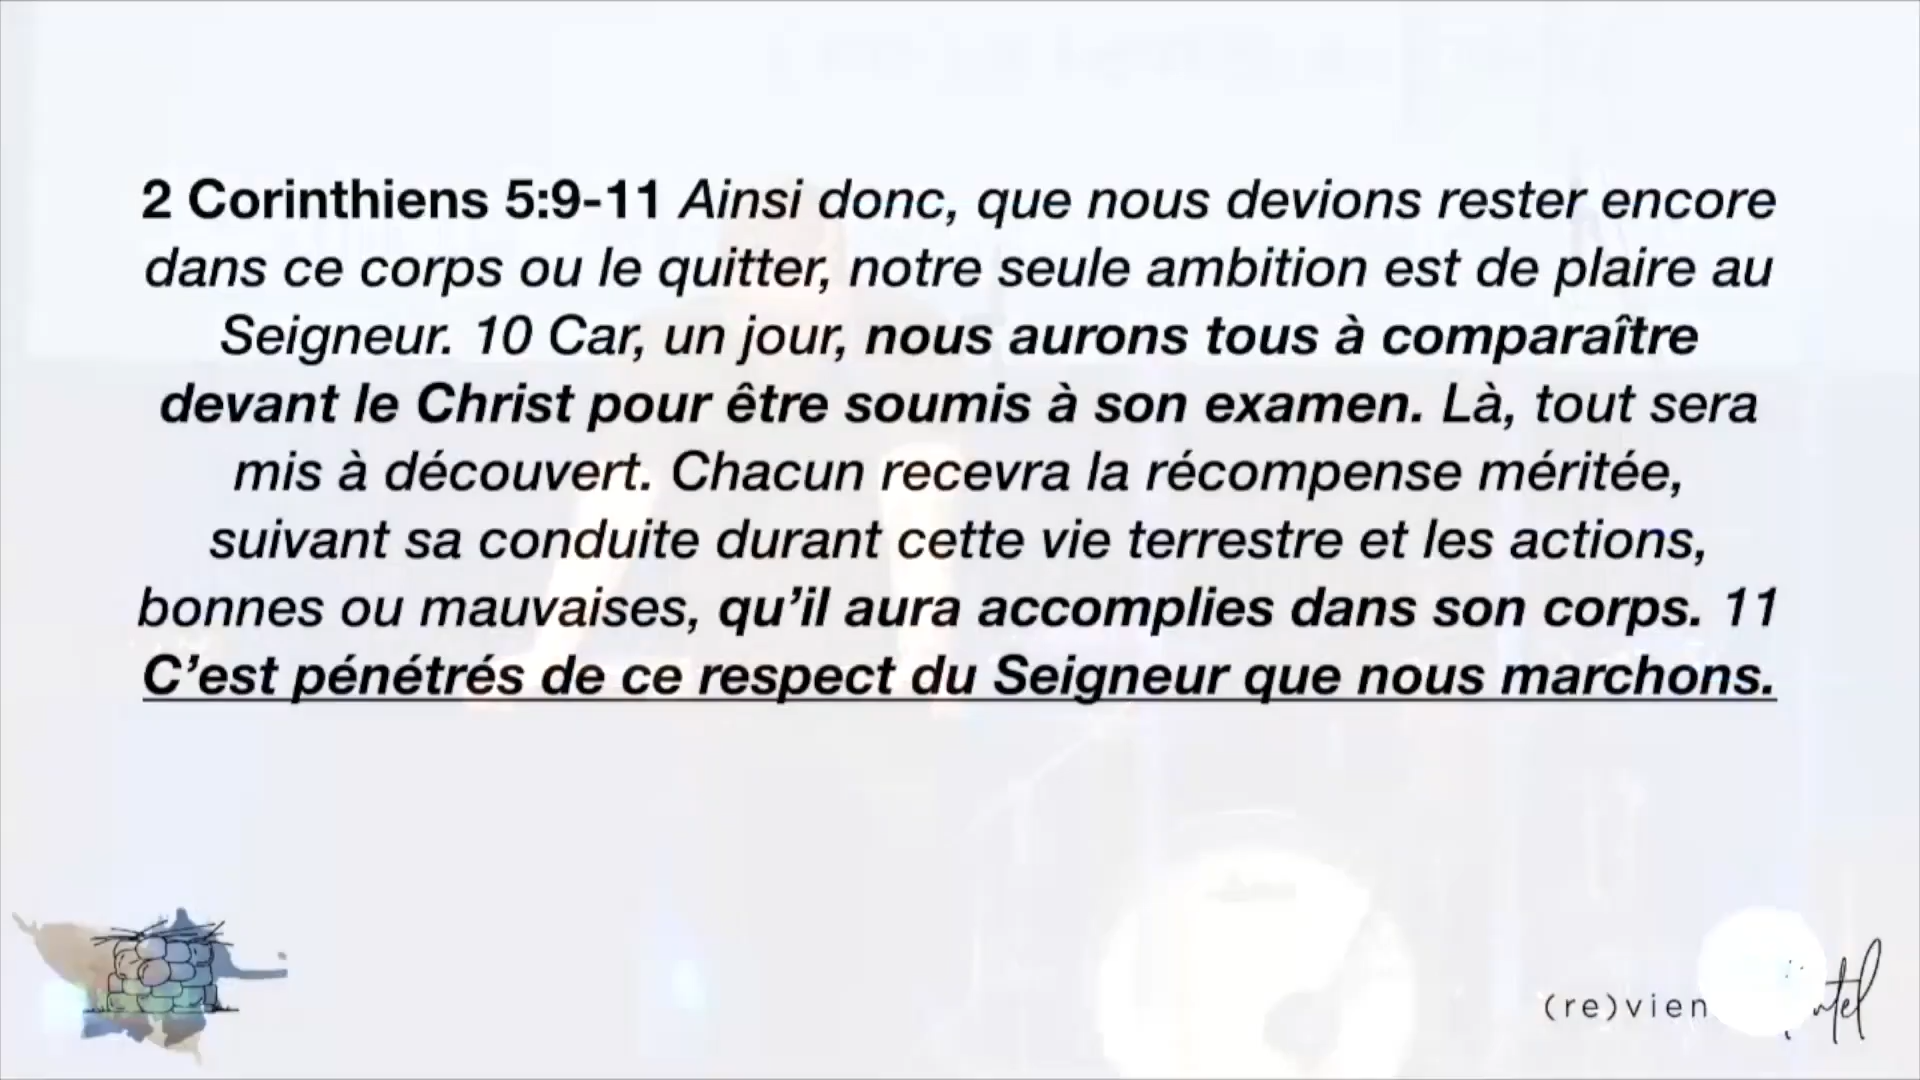 2 Corinthiens 5:9-11 Ainsi donc, que nous devions rester encore
dans ce corps ou le quitter, notre seule ambition est de plaire au
Seigneur. 10 Car, un jour, nous aurons tous à comparaître
devant le Christ pour être soumis à son examen. Là, tout sera
mis à découvert. Chacun recevra la récompense méritée,
suivant sa conduite durant cette vie terrestre et les actions,
bonnes ou mauvaises, qu’il aura accomplies dans son corps. 11
C’est pénétrés de ce respect du Seigneur que nous marchons.
(re)vien